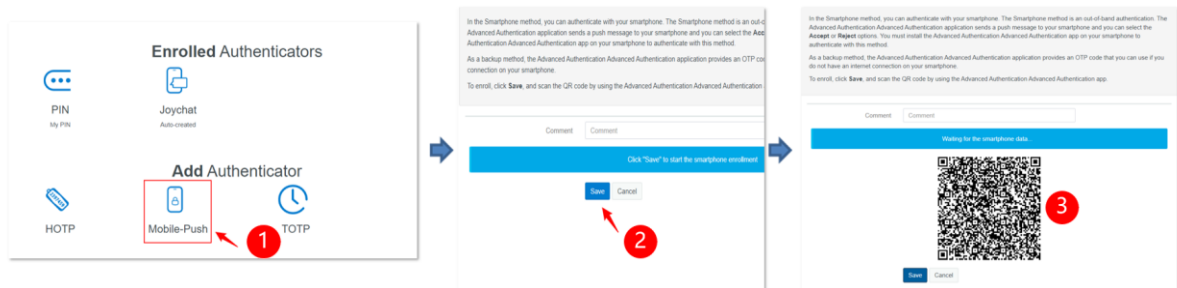 Enrolled Authenticators
PIN
My PIN
Joychat
Auto-created
Add Authenticator
HOTP
Mobile-Push
TOTP
1
In the Smartphone method, you can authenticate with your smartphone. The Smartphone method is an out-o
Advanced Authentication application sends a push message to your smartphone and you can select the Acc
Authentication Advanced Authentication app on your smartphone to authenticate with this method.
As a backup method, the Advanced Authentication Advanced Authentication application provides an OTP co
connection on your smartphone.
To enroll, click Save, and scan the QR code by using the Advanced Authentication Advanced Authentication
Comment
Comment
Click "Save" to start the smartphone enrollment
Save
Cancel
2
In the Smartphone method, you can authenticate with your smartphone. The Smartphone method is an out-of-band authentication. The
Advanced Authentication Advanced Authentication application sends a push message to your smartphone and you can select the
Accept or Reject options. You must install the Advanced Authentication Advanced Authentication app on your smartphone to
authenticate with this method.
As a backup method, the Advanced Authentication Advanced Authentication application provides an OTP code that you can use if you
do not have an internet connection on your smartphone.
To enroll, click Save, and scan the QR code by using the Advanced Authentication Advanced Authentication app.
Comment
Comment
Waiting for the smartphone data...
3
Save
Cancel